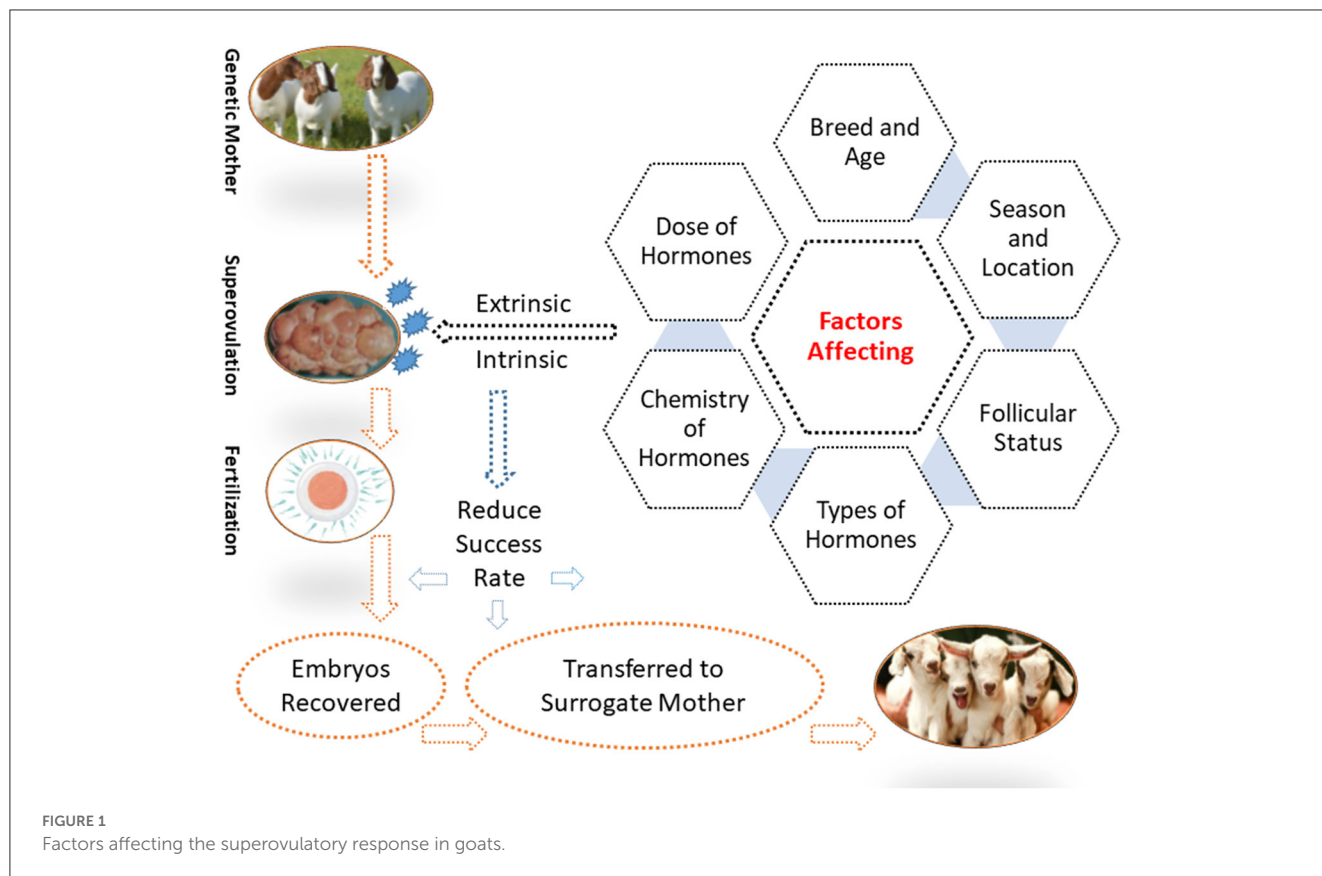 Genetic Mother
Superovulation
Fertilization
Extrinsic
Intrinsic
Reduce
Success
Rate
Embryos
Recovered
Transferred to
Surrogate Mother
Breed and
Age
Season
and
Location
Follicular
Status
Types of
Hormones
Chemistry
of
Hormones
Dose of
Hormones
Factors
Affecting
FIGURE 1
Factors affecting the superovulatory response in goats.